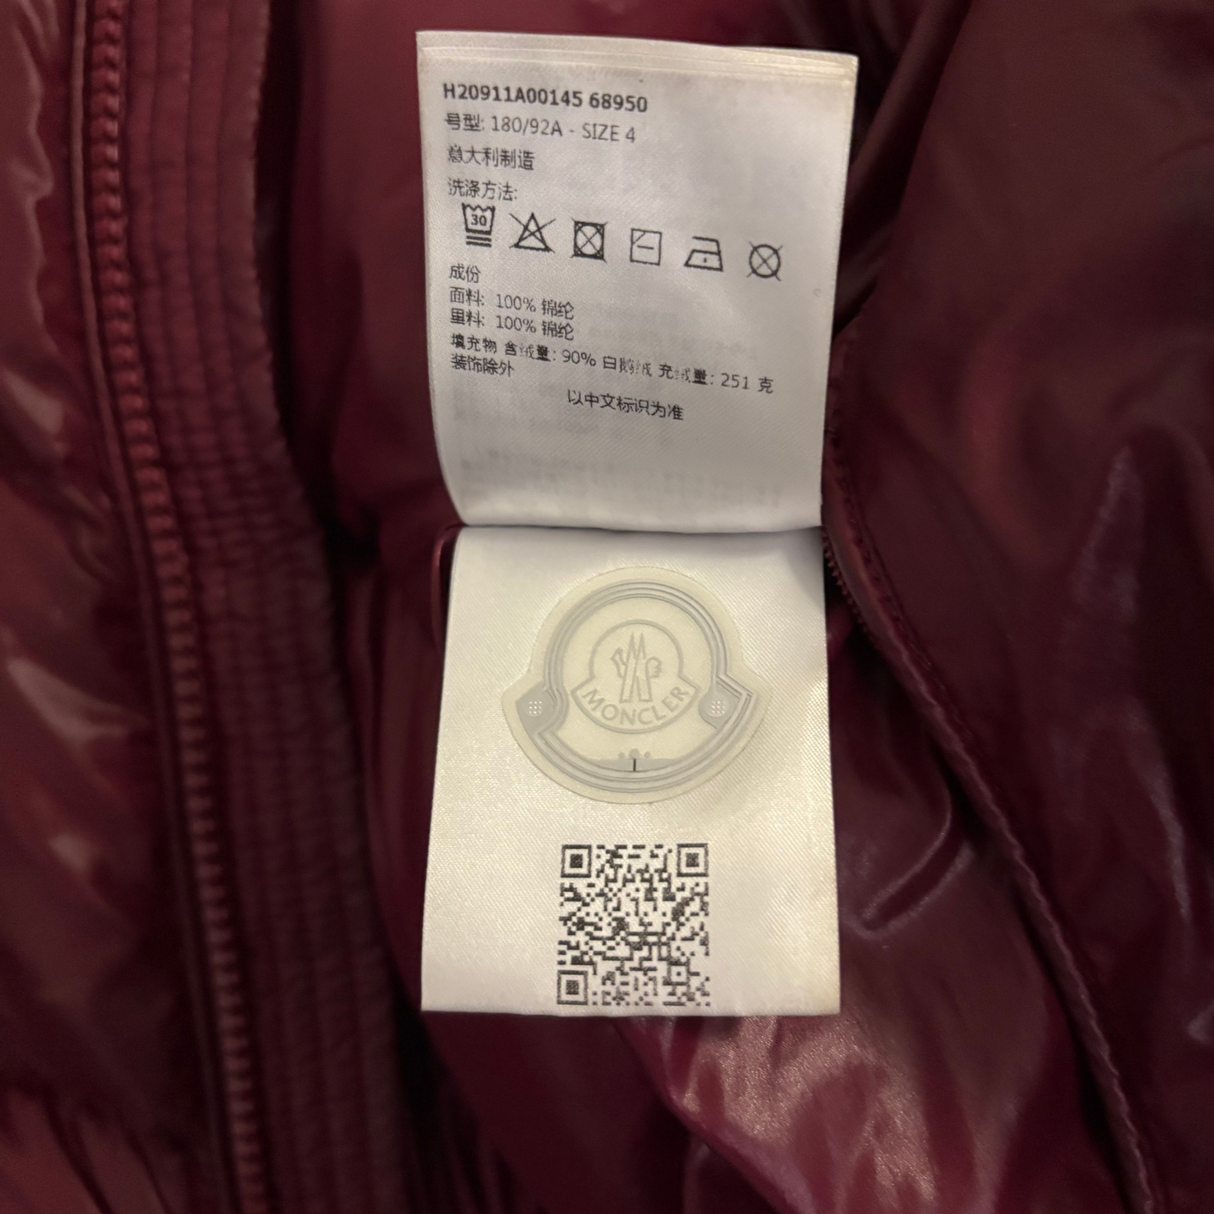 H20911A00145 68950
号型: 180/92A - SIZE 4
意大利制造
洗涤方法:
30
成份
面料: 100% 锦纶
里料: 100% 锦纶
填充物 含绒量: 90% 白鹅绒 充绒量: 251 克
装饰除外
以中文标识为准
MONCLER